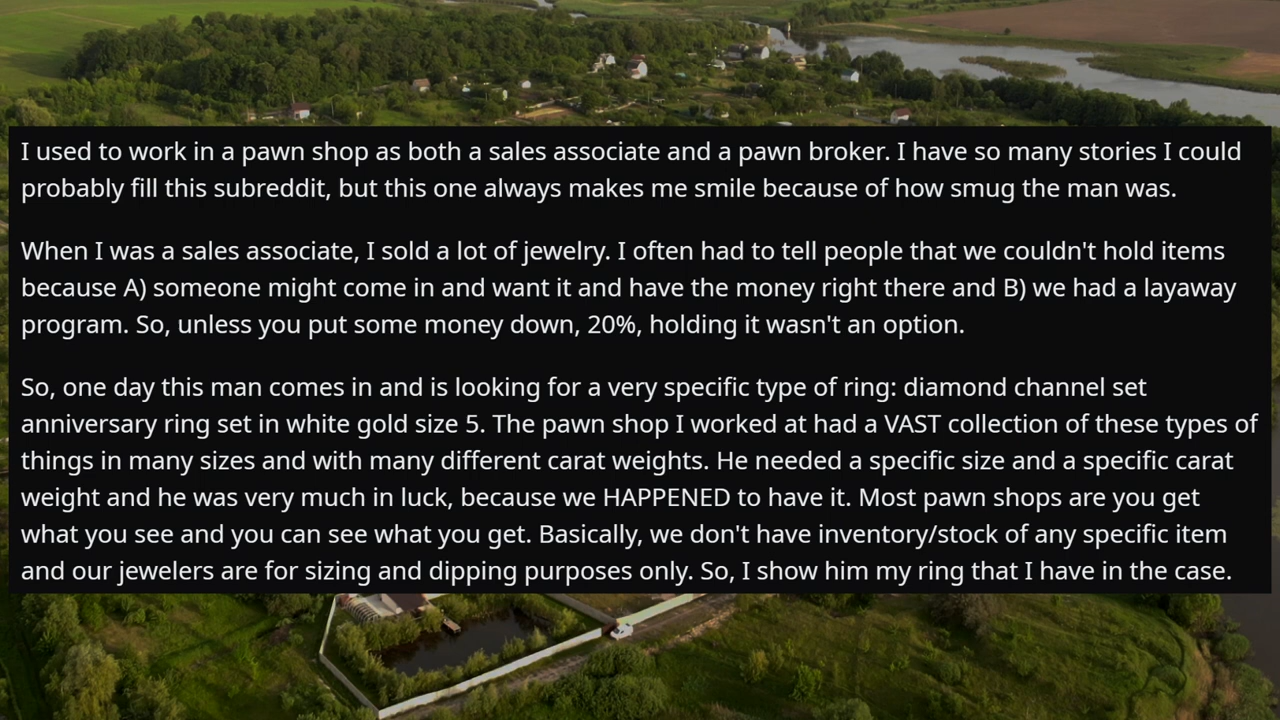 I used to work in a pawn shop as both a sales associate and a pawn broker. I have so many stories I could
probably fill this subreddit, but this one always makes me smile because of how smug the man was.
When I was a sales associate, I sold a lot of jewelry. I often had to tell people that we couldn't hold items
because A) someone might come in and want it and have the money right there and B) we had a layaway
program. So, unless you put some money down, 20%, holding it wasn't an option.
So, one day this man comes in and is looking for a very specific type of ring: diamond channel set
anniversary ring set in white gold size 5. The pawn shop I worked at had a VAST collection of these types of
things in many sizes and with many different carat weights. He needed a specific size and a specific carat
weight and he was very much in luck, because we HAPPENED to have it. Most pawn shops are you get
what you see and you can see what you get. Basically, we don't have inventory/stock of any specific item
and our jewelers are for sizing and dipping purposes only. So, I show him my ring that I have in the case.